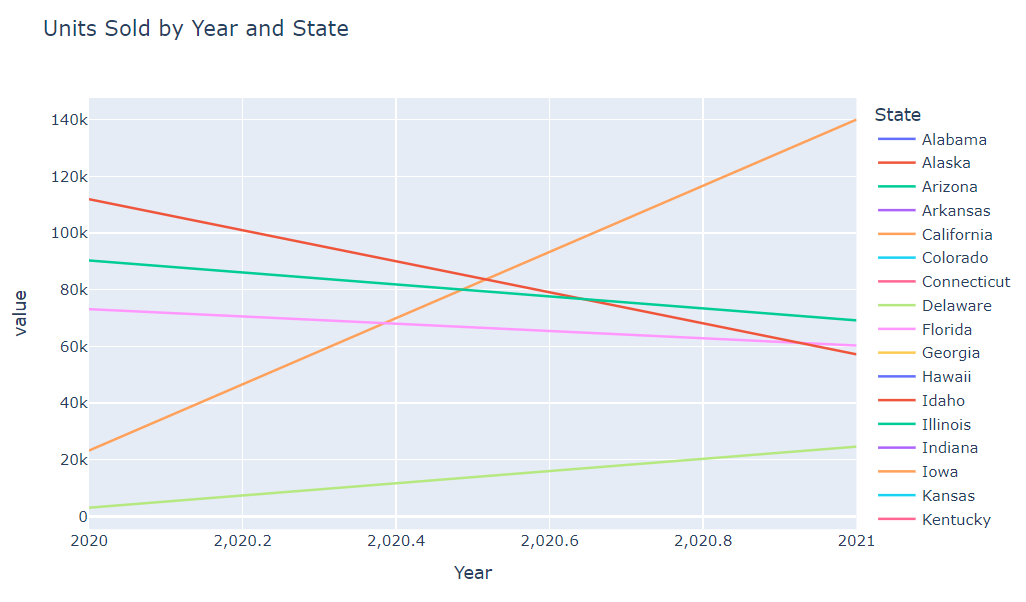 Units Sold by Year and State
State
Alabama
Alaska
Arizona
Arkansas
California
Colorado
Connecticut
Delaware
Florida
Georgia
Hawaii
Idaho
Illinois
Indiana
Iowa
Kansas
Kentucky
value
140k
120k
100k
80k
60k
40k
20k
0
2020 2,020.2 2,020.4 2,020.6 2,020.8 2021
Year